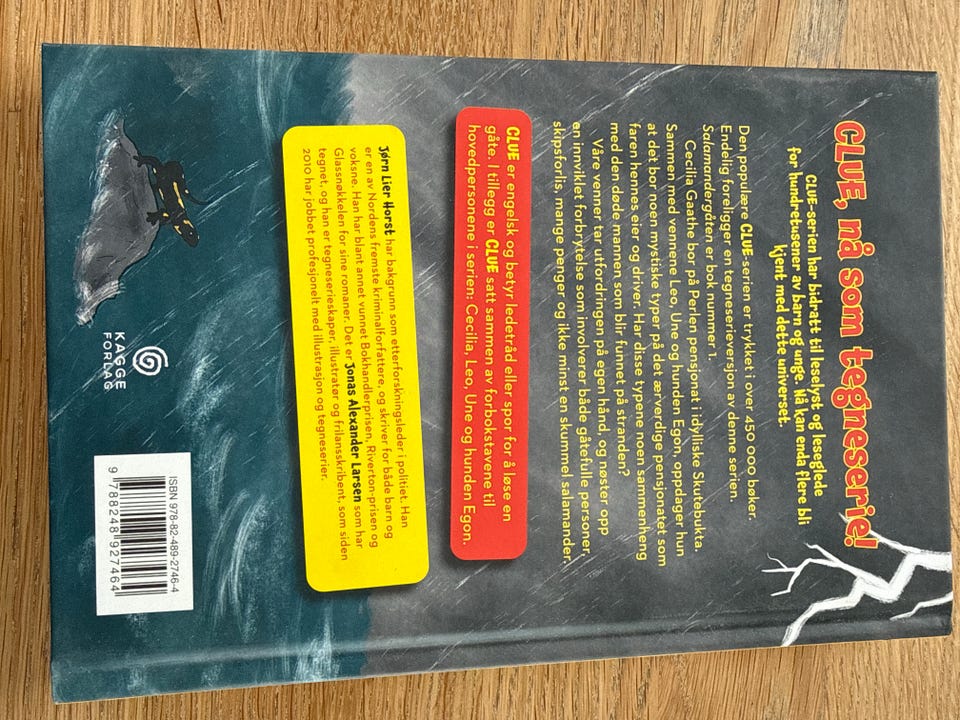 CLUE, nå som tegneserie!
CLUE-serien har bidratt til leselyst og leseglede
for hundretusener av barn og unge. Nå kan enda flere bli
kjent med dette universet.
Den populære CLUE-serien er trykket i over 450 000 bøker.
Endelig foreligger en tegneserieversjon av denne serien.
Salamandergåten er bok nummer 1.
Cecilia Gaathe bor på Perlen pensjonat i idylliske Skutebukta.
Sammen med vennene Leo, Une og hunden Egon, oppdager hun
at det bor noen mystiske typer på det ærverdige pensjonatet som
faren hennes eier og driver. Har disse typene noen sammenheng
med den døde mannen som blir funnet på stranden?
Våre venner tar utfordringen på egen hånd, og nøster opp
en innviklet forbrytelse som involverer både gåtefulle personer,
skipsforlis, mange penger og ikke minst en skummel salamander.
CLUE er engelsk og betyr ledetråd eller spor for å løse en
gåte. I tillegg er CLUE satt sammen av forbokstavene til
hovedpersonene i serien: Cecilia, Leo, Une og hunden Egon.
Jørn Lier Horst har bakgrunn som etterforskningsleder i politiet. Han
er en av Nordens fremste kriminalforfattere, og skriver for både barn og
voksne. Han har blant annet vunnet Bokhandlerprisen, Riverton-prisen og
Glassnøkkelen for sine romaner. Det er Jonas Alexander Larsen som har
tegnet, og han er tegneserieskaper, illustratør og frilansskribent, som siden
2010 har jobbet profesjonelt med illustrasjon og tegneserier.
KAGGE
FORLAG
ISBN 978-82-489-2746-4
9 788248 927464